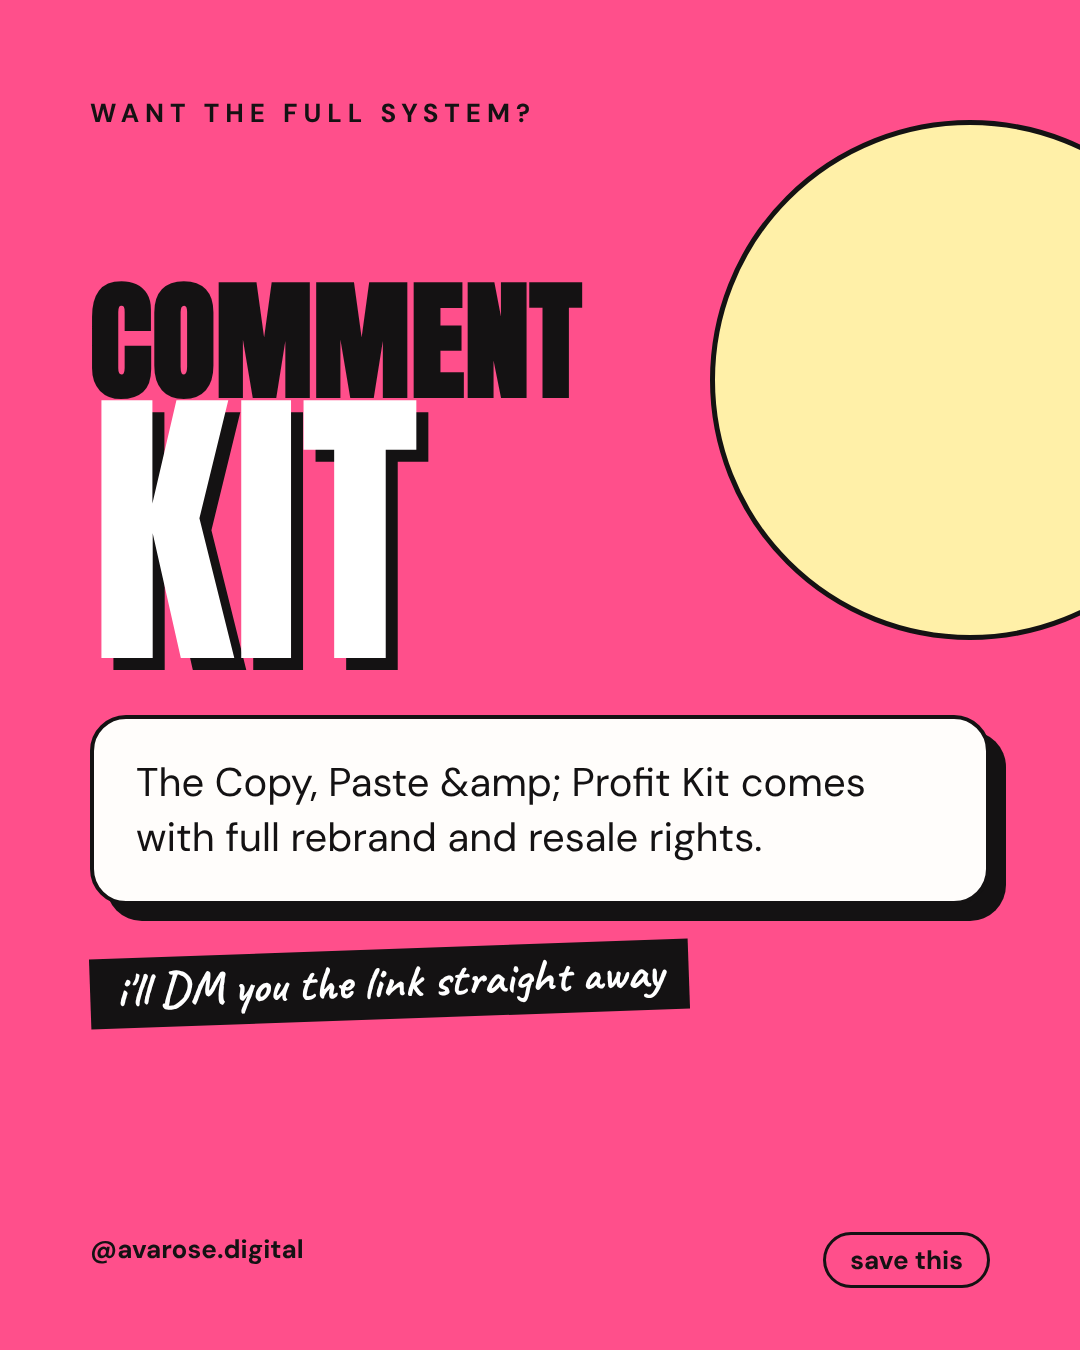 WANT THE FULL SYSTEM?
COMMENT
KIT
The Copy, Paste &amp; Profit Kit comes
with full rebrand and resale rights.
i'll DM you the link straight away
@avarose.digital
save this